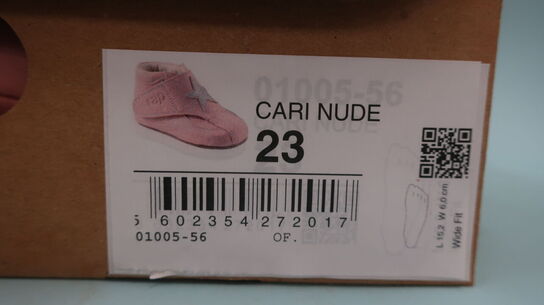 01005-56
CARI NUDE
23
5 602354 272017
01005-56 OF.
L 15,2 W 6,0 cm
Wide Fit